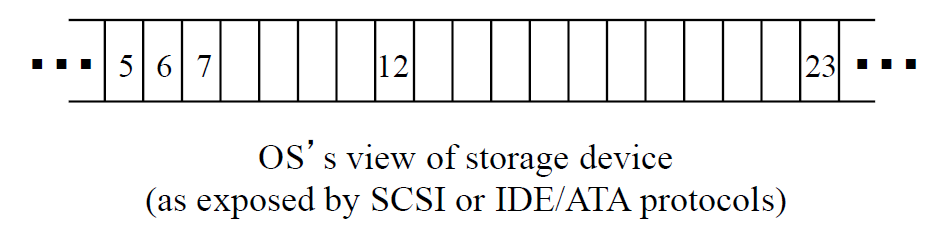 ▪▪▪ 5 6 7 12 23 ▪▪▪
OS’s view of storage device
(as exposed by SCSI or IDE/ATA protocols)